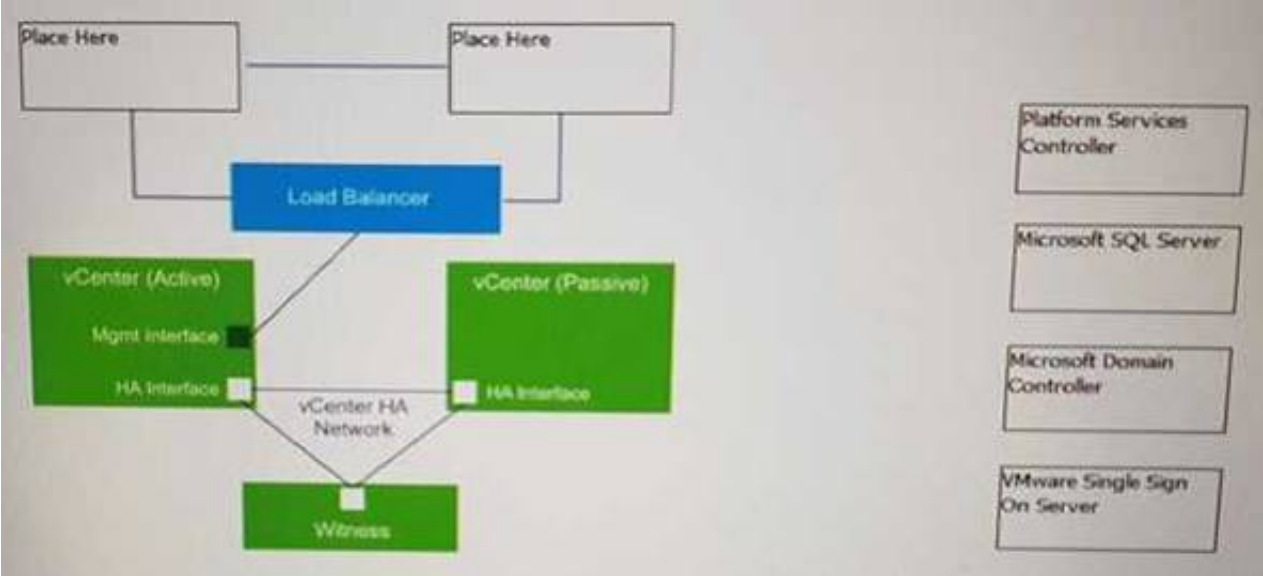 Place Here
Place Here
Platform Services
Controller
Load Balancer
Microsoft SQL Server
vCenter (Active)
vCenter (Passive)
Mgmt Interface
HA Interface
HA Interface
vCenter HA
Network
Microsoft Domain
Controller
VMware Single Sign
On Server
Witness